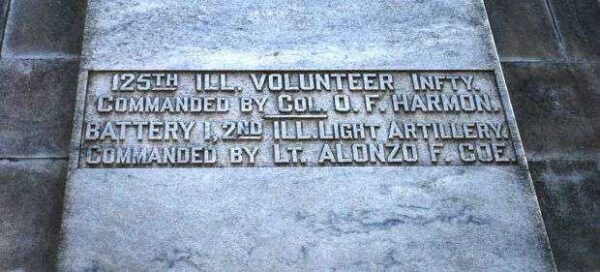 125TH ILL. VOLUNTEER INFTY.
COMMANDED BY COL. O. F. HARMON.
BATTERY I, 2ND ILL. LIGHT ARTILLERY.
COMMANDED BY LT. ALONZO F. COE.